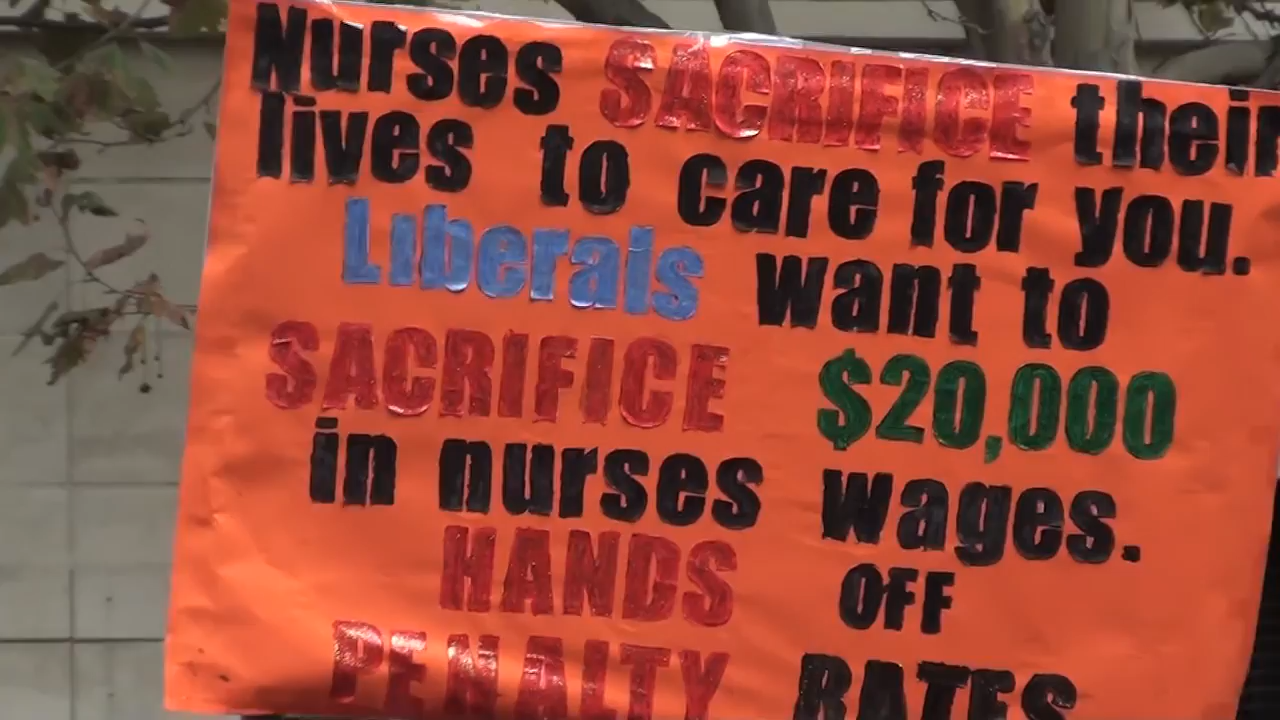 Nurses SACRIFICE their
lives to care for you.
Liberals want to
SACRIFICE $20,000
in nurses wages.
HANDS OFF
PENALTY RATES